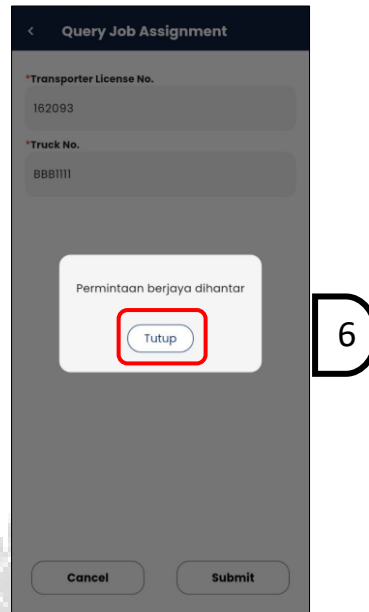 < Query Job Assignment
*Transporter License No.
162093
*Truck No.
BBB1111
Permintaan berjaya dihantar
Tutup
6
Cancel Submit